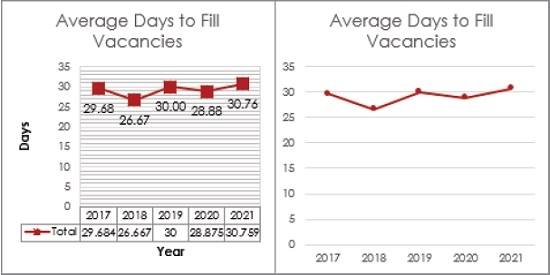 Average Days to Fill
Vacancies
35
30
25
20
15
10
5
0
Days
29.68
26.67
30.00
28.88
30.76
2017 2018 2019 2020 2021
Total 29.684 26.667 30 28.875 30.759
Year
Average Days to Fill
Vacancies
35
30
25
20
15
10
5
0
2017 2018 2019 2020 2021